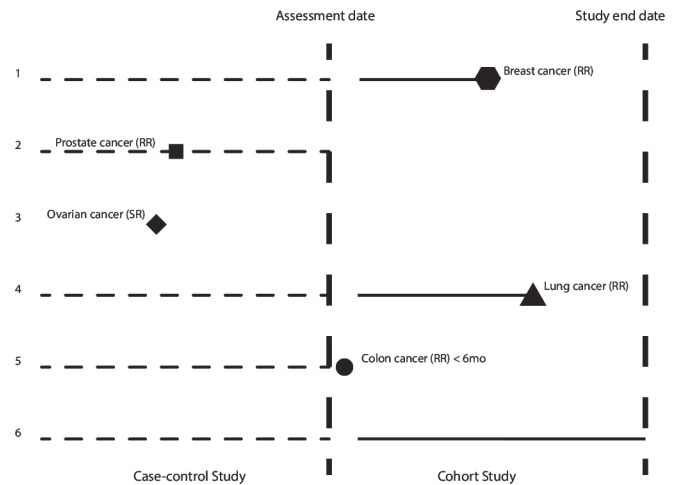 Assessment date
Study end date
1
Breast cancer (RR)
2
Prostate cancer (RR)
3
Ovarian cancer (SR)
4
Lung cancer (RR)
5
Colon cancer (RR) < 6mo
6
Case-control Study
Cohort Study